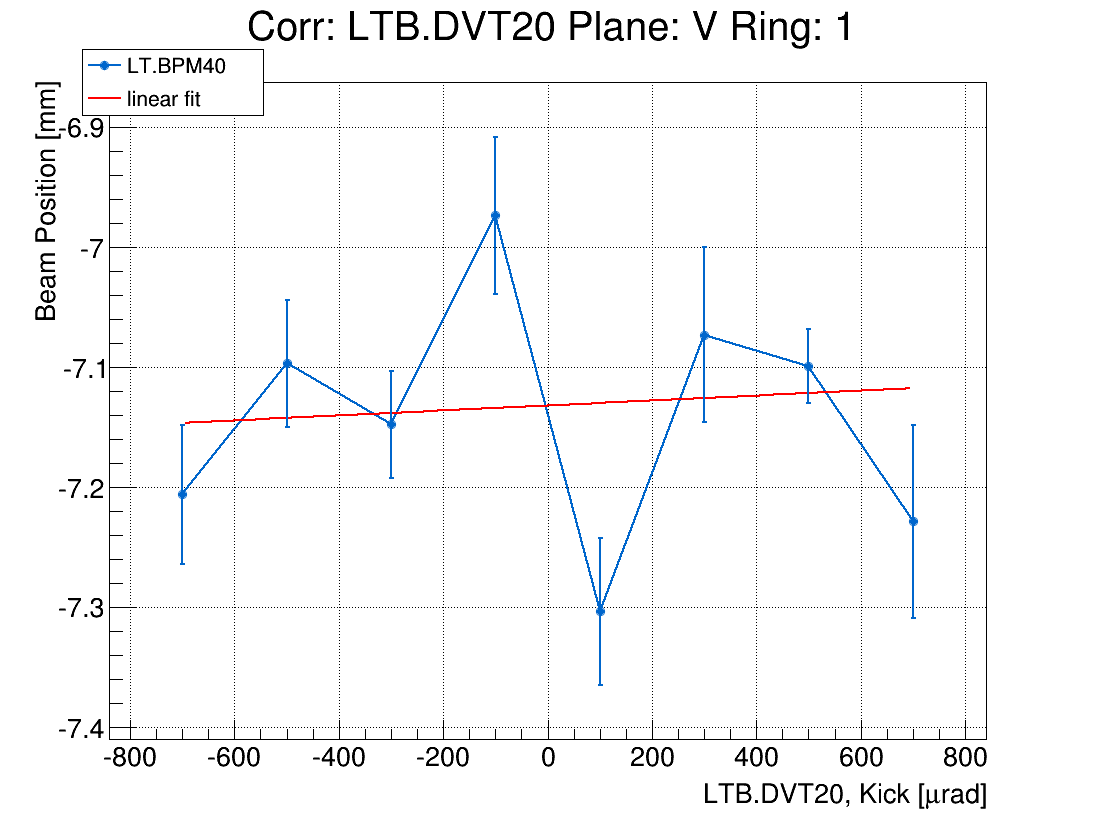 Corr: LTB.DVT20 Plane: V Ring: 1
LT.BPM40
linear fit
Beam Position [mm]
-6.9
-7
-7.1
-7.2
-7.3
-7.4
-800 -600 -400 -200 0 200 400 600 800
LTB.DVT20, Kick [μrad]